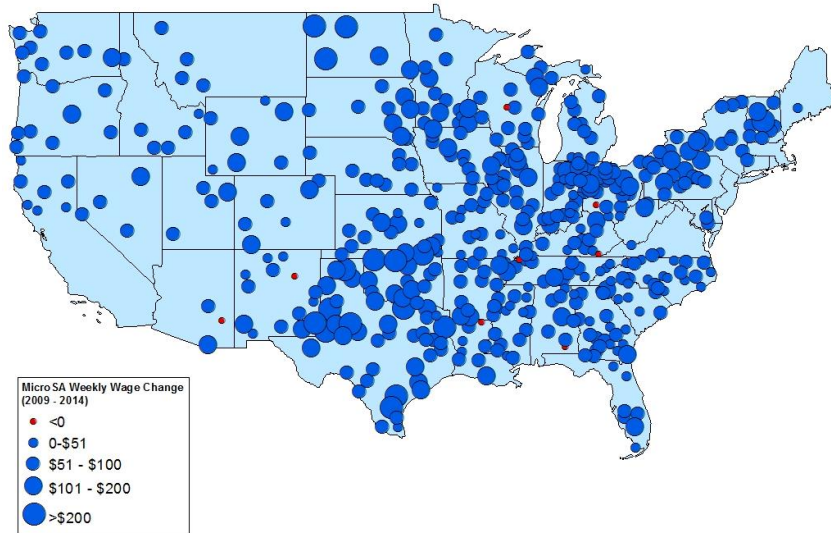 Micro SA Weekly Wage Change
(2009 - 2014)
<0
0-$51
$51 - $100
$101 - $200
>$200